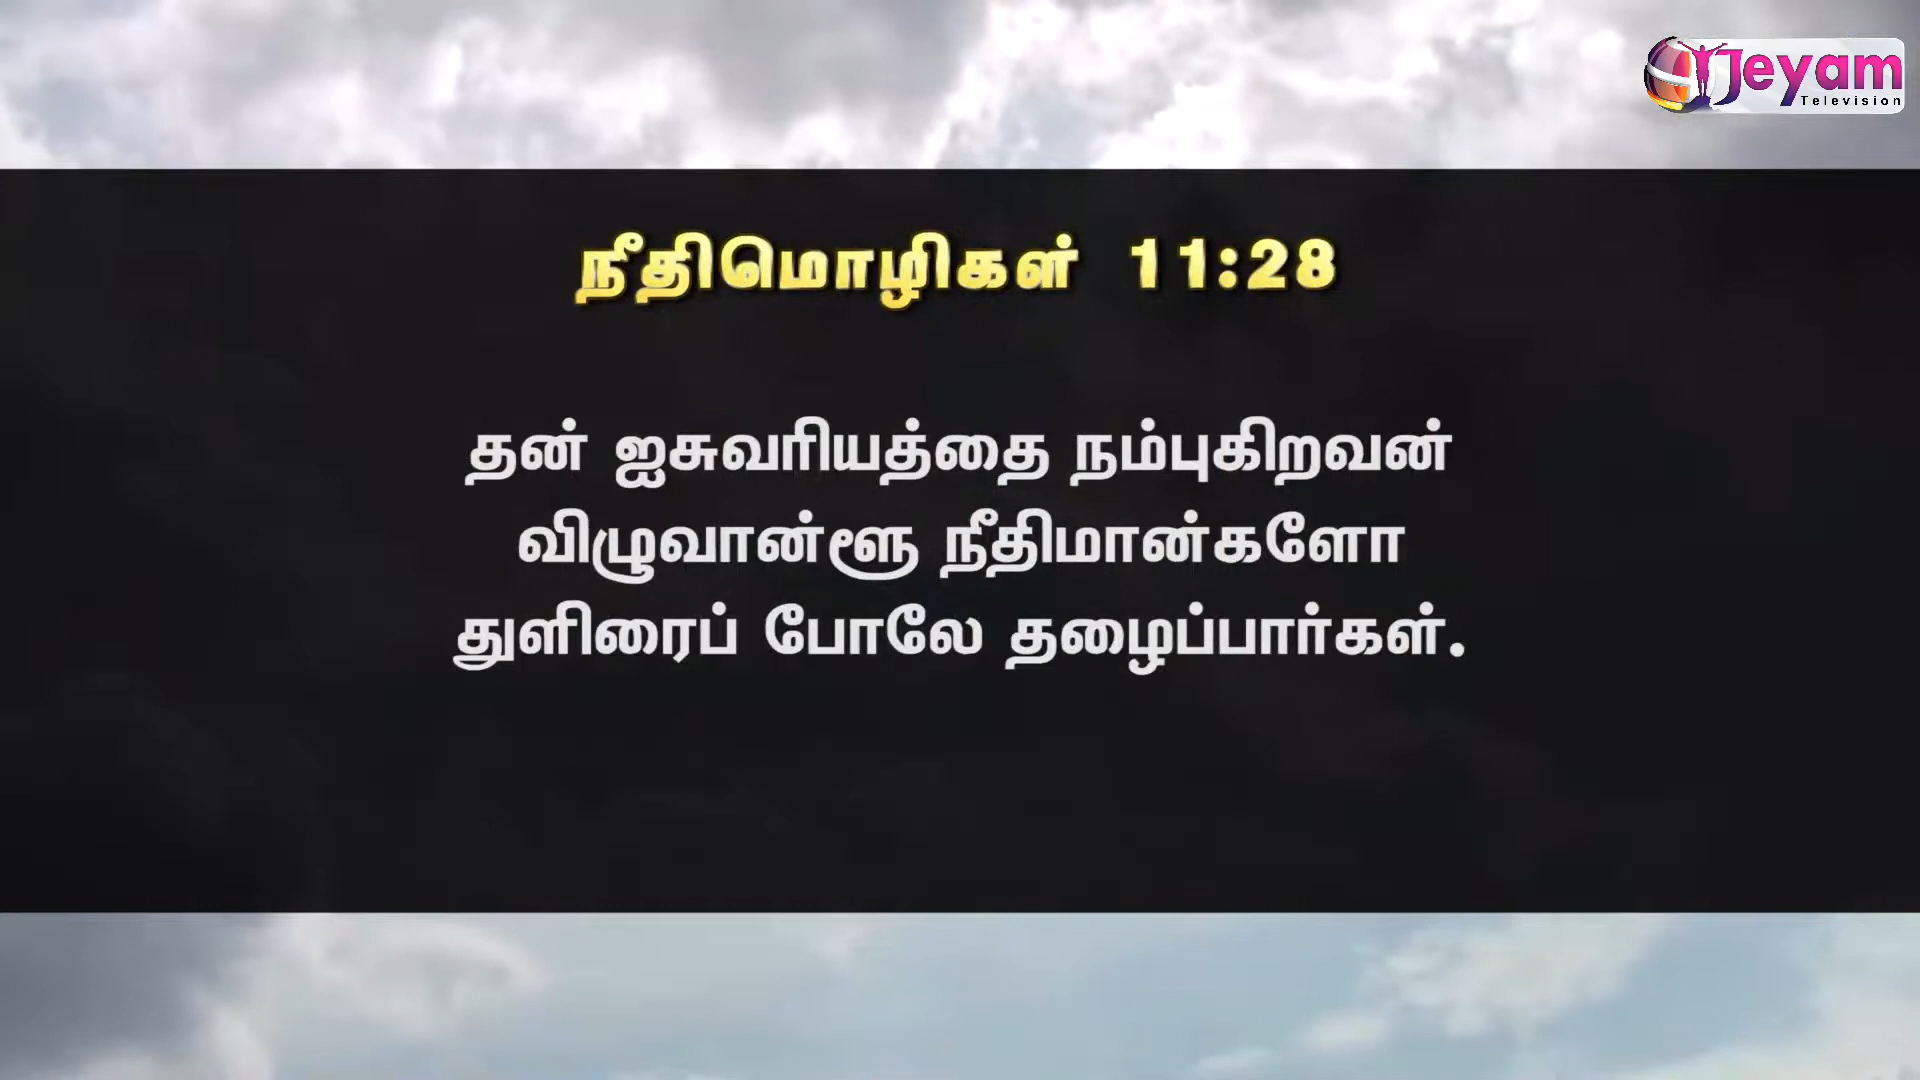 Jeyam
Television
நீதிமொழிகள் 11:28
தன் ஐசுவரியத்தை நம்புகிறவன்
விழுவான்ளூ நீதிமான்களோ
துளிரைப் போலே தழைப்பார்கள்.